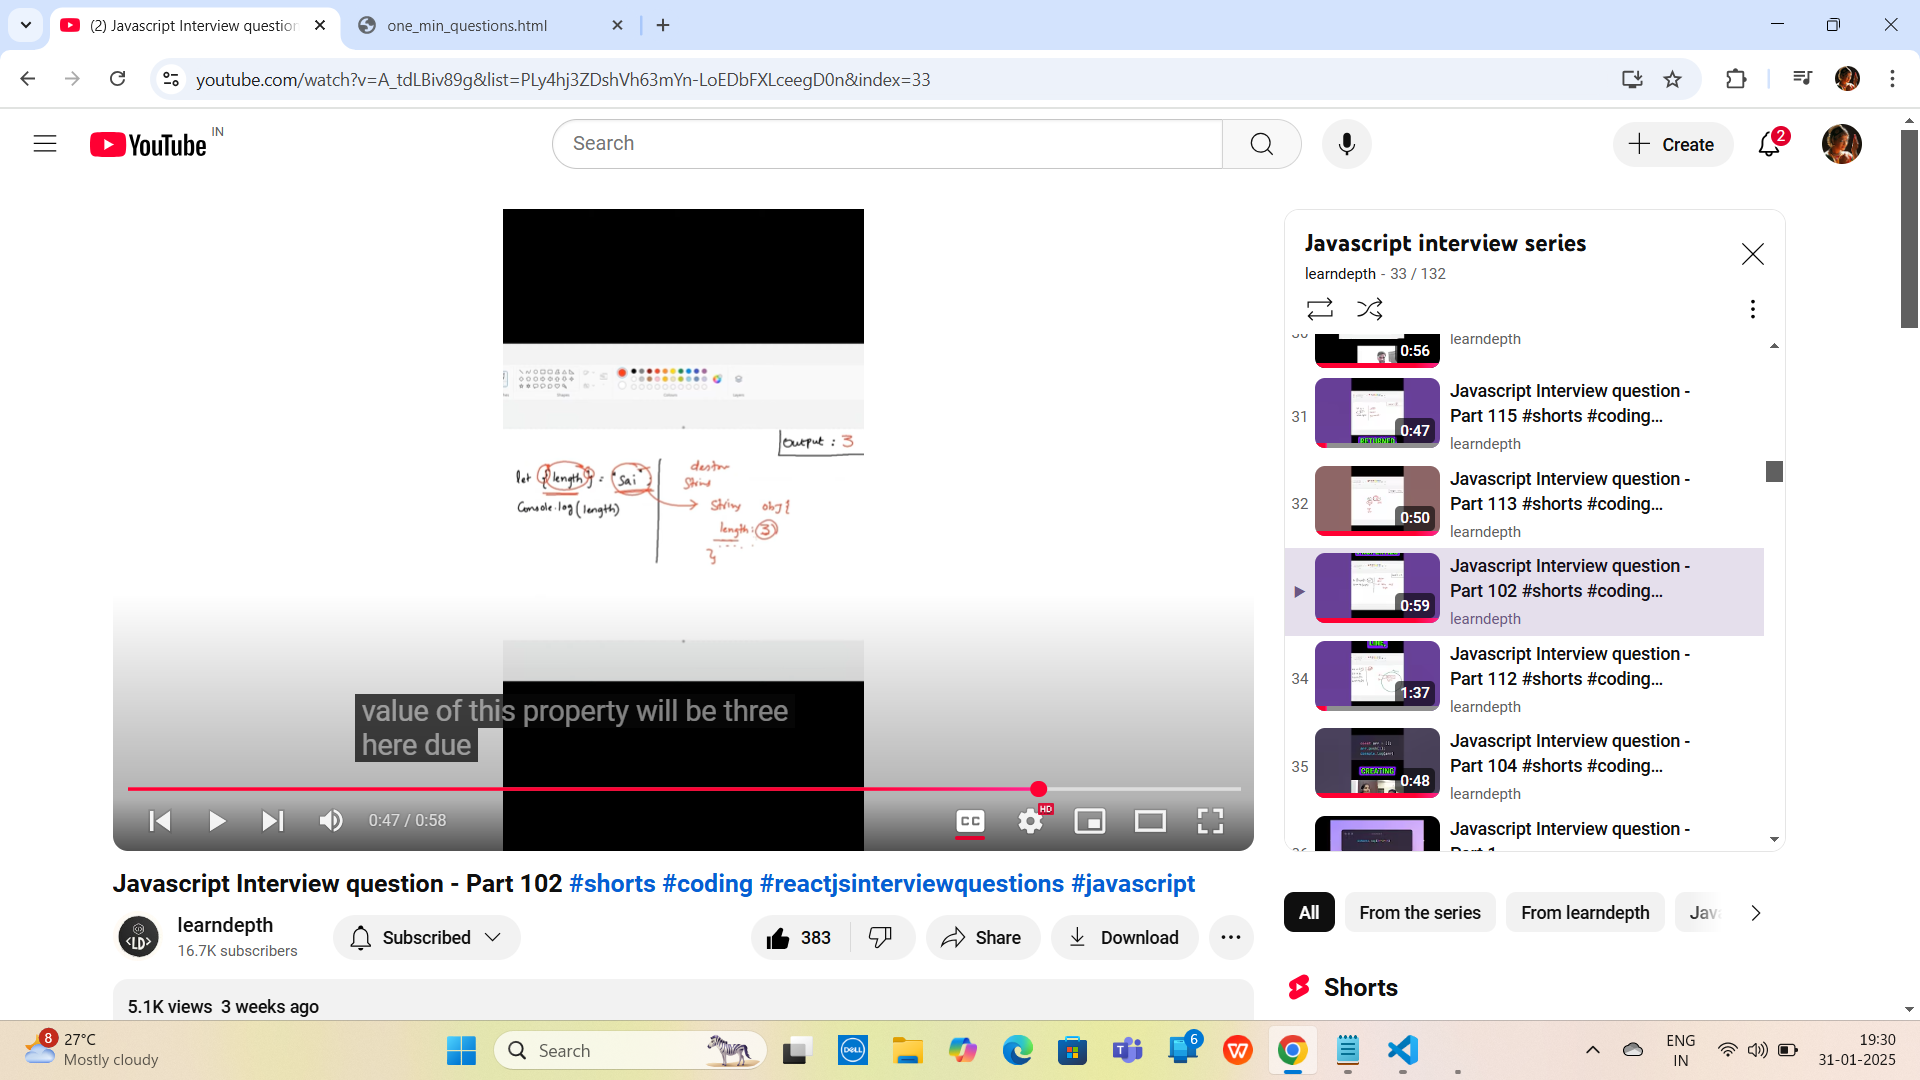 (2) Javascript Interview question
one_min_questions.html
youtube.com/watch?v=A_tdLBiv89g&list=PLy4hj3ZDshVh63mYn-LoEDbFXLceegD0n&index=33
YouTube IN
Search
Create
2
output : 3
let {length} = "sai"
Console.log(length)
String obj {
length: 3
}
value of this property will be three
here due
0:47 / 0:58
CC
HD
Javascript Interview question - Part 102 #shorts #coding #reactjsinterviewquestions #javascript
<LD>
learndepth
16.7K subscribers
Subscribed
383
Share
Download
5.1K views 3 weeks ago
Javascript interview series
learndepth - 33 / 132
0:56
learndepth
31
RETURNED
0:47
Javascript Interview question -
Part 115 #shorts #coding...
learndepth
32
0:50
Javascript Interview question -
Part 113 #shorts #coding...
learndepth
0:59
Javascript Interview question -
Part 102 #shorts #coding...
learndepth
34
1:37
Javascript Interview question -
Part 112 #shorts #coding...
learndepth
35
CREATING
0:48
Javascript Interview question -
Part 104 #shorts #coding...
learndepth
Javascript Interview question -
All
From the series
From learndepth
Shorts
8
27°C
Mostly cloudy
Search
DELL
6
ENG
IN
19:30
31-01-2025